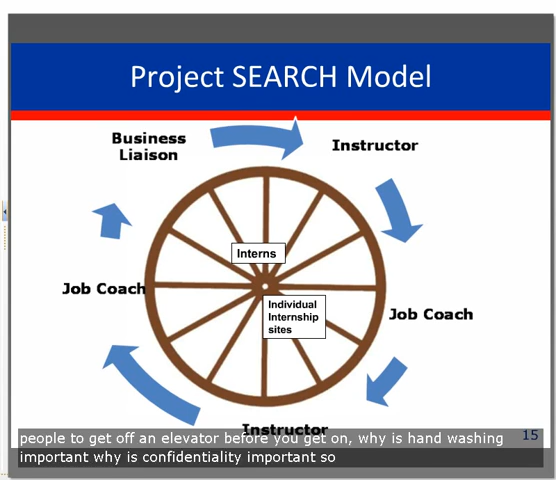 Project SEARCH Model
Business
Liaison
Instructor
Interns
Job Coach
Individual
Internship
sites
Job Coach
Instructor
15
people to get off an elevator before you get on, why is hand washing
important why is confidentiality important so